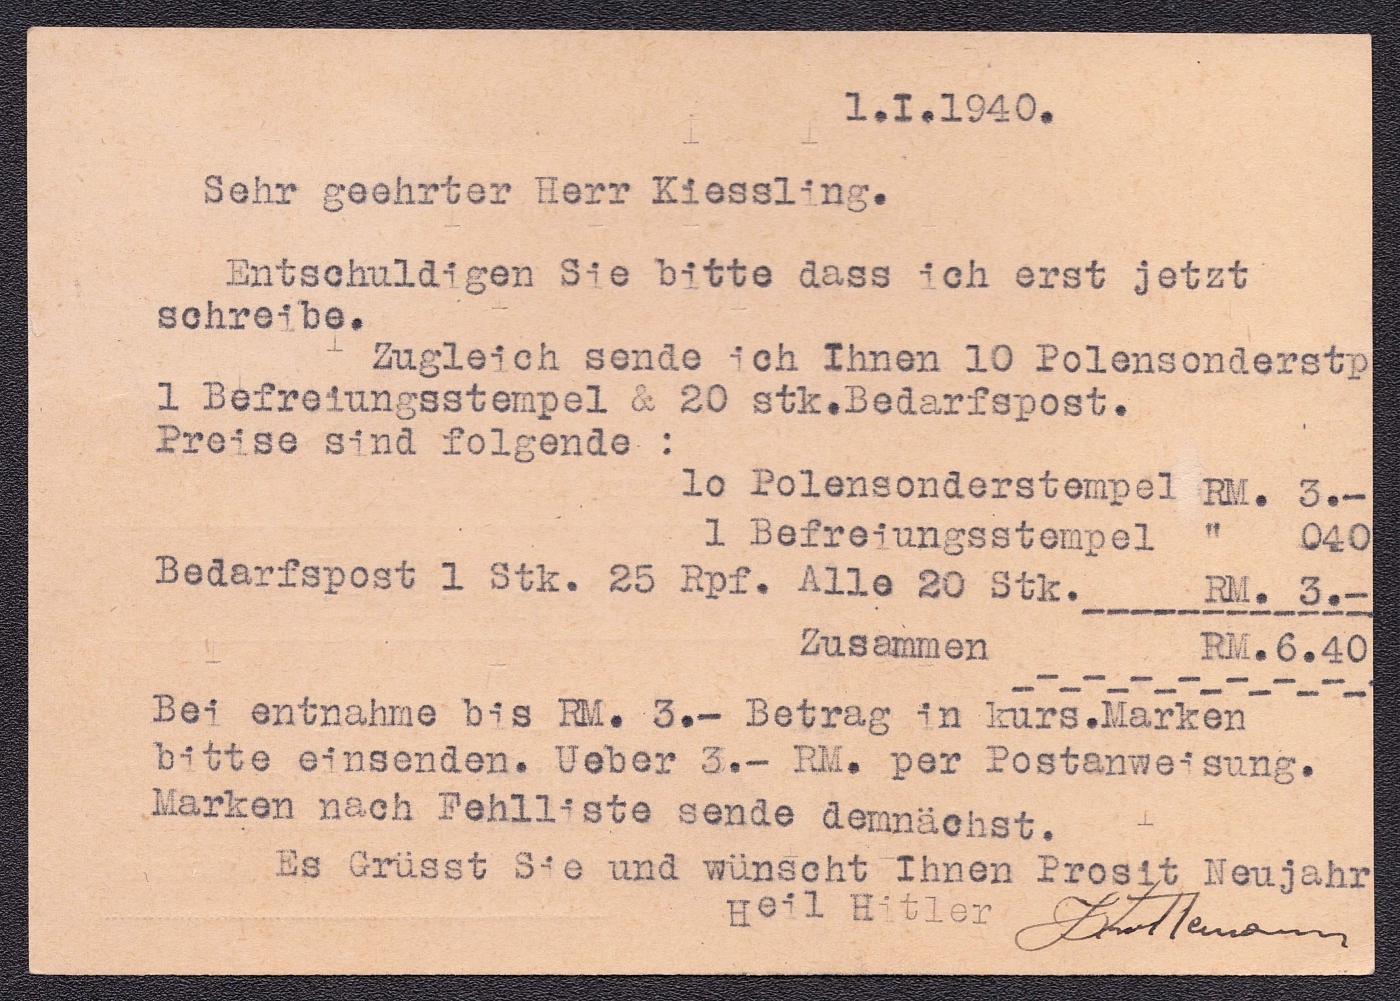 1.I.1940.
Sehr geehrter Herr Kiessling.
Entschuldigen Sie bitte dass ich erst jetzt
schreibe.
Zugleich sende ich Ihnen 10 Polensonderstp
1 Befreiungsstempel & 20 stk.Bedarfspost.
Preise sind folgende :
lo Polensonderstempel RM. 3.-
1 Befreiungsstempel " 040
Bedarfspost 1 Stk. 25 Rpf. Alle 20 Stk. RM. 3.-
Zusammen RM.6.40
Bei entnahme bis RM. 3.- Betrag in kurs.Marken
bitte einsenden. Ueber 3.- RM. per Postanweisung.
Marken nach Fehlliste sende demnächst.
Es Grüsst Sie und wünscht Ihnen Prosit Neujahr
Heil Hitler